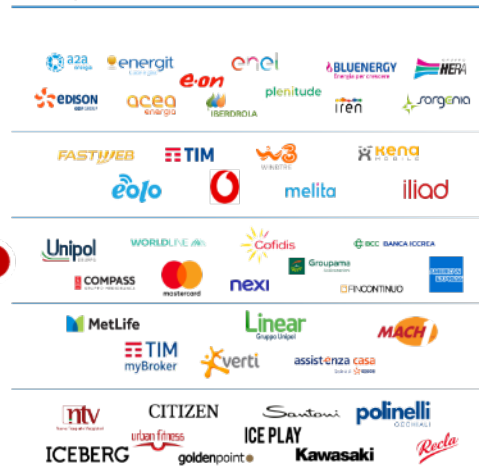 a2a
energia
energit
enel
BLUENERGY
Energia per crescere
GRUPPO
HERA
e·on
EDISON
acea
energia
IBERDROLA
plenitude
iren
sorgenia
FASTWEB
TIM
W3
WINDTRE
кena
MOBILE
eolo
melita
iliad
Unipol
WORLDLINE
Cofidis
BCC BANCA ICCREA
COMPASS
mastercard
nexi
Groupama
FINCONTINUO
AMERICAN
EXPRESS
MetLife
Linear
Gruppo Unipol
MACH
TIM
myBroker
verti
assistenza casa
ntv
CITIZEN
Santoni
polinelli
OCCHIALI
urban fitness
ICEBERG
goldenpoint
ICE PLAY
Kawasaki
Recla